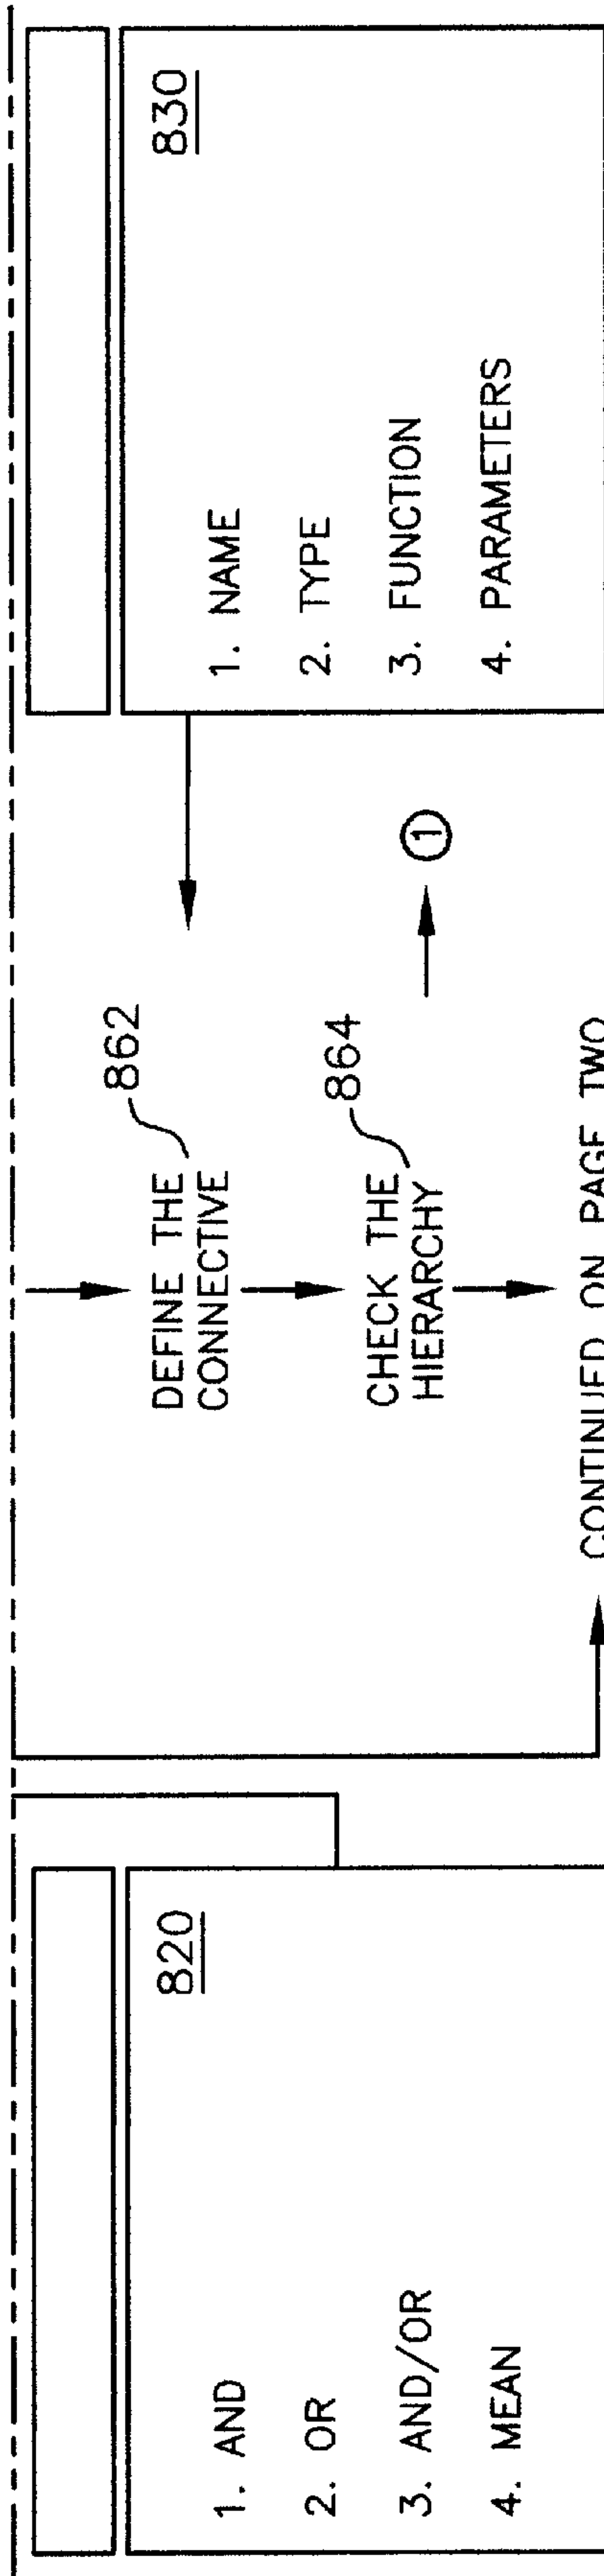 820
1. AND
2. OR
3. AND/OR
4. MEAN
862
DEFINE THE
CONNECTIVE
864
CHECK THE
HIERARCHY
1
CONTINUED ON PAGE TWO
830
1. NAME
2. TYPE
3. FUNCTION
4. PARAMETERS